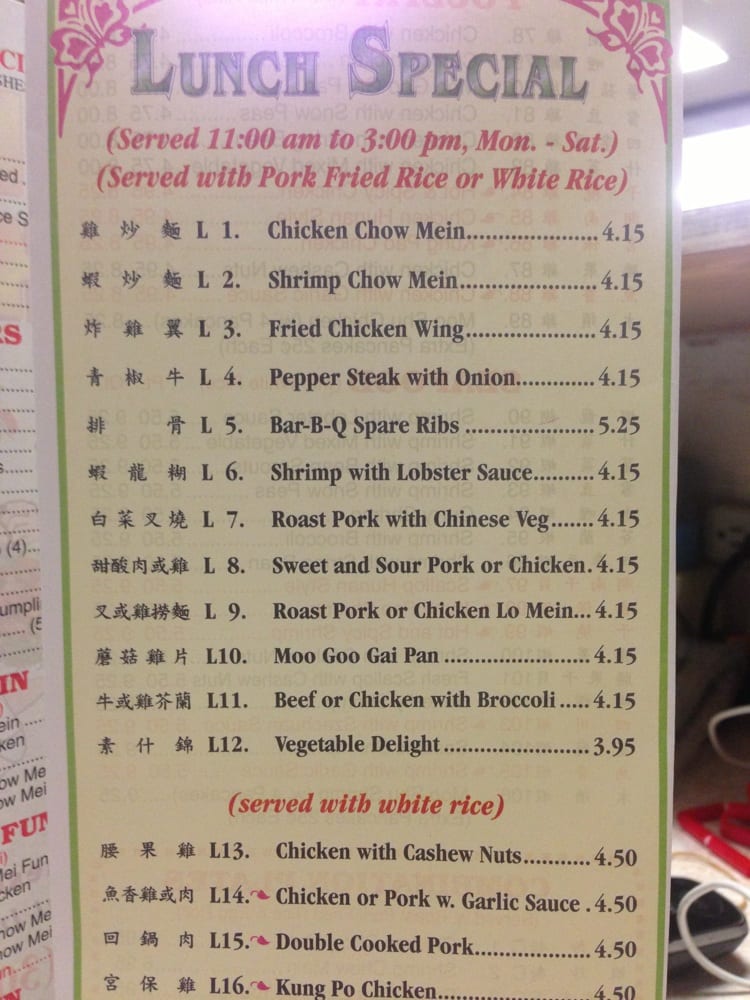 LUNCH SPECIAL
(Served 11:00 am to 3:00 pm, Mon. - Sat.)
(Served with Pork Fried Rice or White Rice)
雞炒麵 L 1. Chicken Chow Mein......................4.15
蝦炒麵 L 2. Shrimp Chow Mein.......................4.15
炸雞翼 L 3. Fried Chicken Wing......................4.15
青椒牛 L 4. Pepper Steak with Onion.............4.15
排骨 L 5. Bar-B-Q Spare Ribs ......................5.25
蝦龍糊 L 6. Shrimp with Lobster Sauce..........4.15
白菜叉燒 L 7. Roast Pork with Chinese Veg.......4.15
甜酸肉或雞 L 8. Sweet and Sour Pork or Chicken.4.15
叉或雞撈麵 L 9. Roast Pork or Chicken Lo Mein...4.15
蘑菇雞片 L10. Moo Goo Gai Pan .........................4.15
牛或雞芥蘭 L11. Beef or Chicken with Broccoli .....4.15
素什錦 L12. Vegetable Delight.........................3.95
(served with white rice)
腰果雞 L13. Chicken with Cashew Nuts...........4.50
魚香雞或肉 L14. Chicken or Pork w. Garlic Sauce .4.50
回鍋肉 L15. Double Cooked Pork....................4.50
宮保雞 L16. Kung Po Chicken..........................4.50